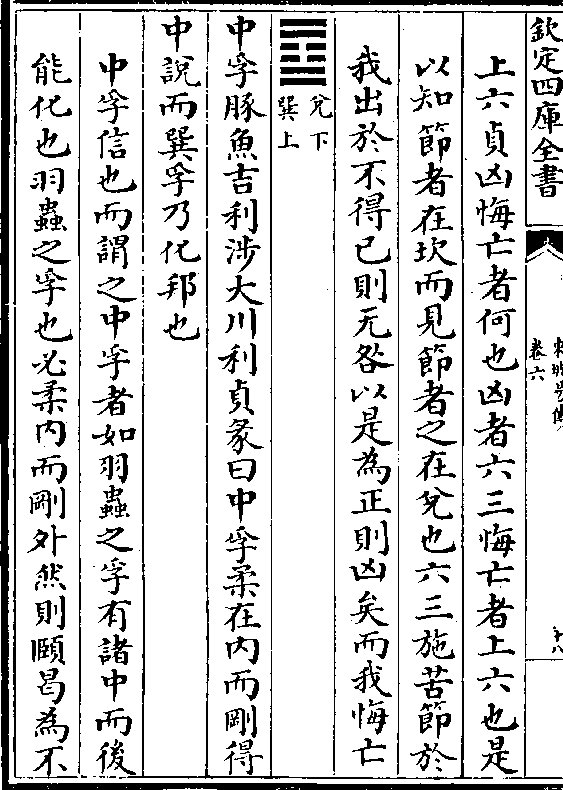 欽定四庫全書
卷六
十八
上六貞凶悔亡者何也凶者六三悔亡者上六也是
以知節者在坎而見節者之在兌也六三施苦節於
我出於不得已則无咎以是為正則凶矣而我悔亡
兌下
巽上
中孚豚魚吉利涉大川利貞彖曰中孚柔在內而剛得
中說而巽孚乃化邦也
中孚信也而謂之中孚者如羽蟲之孚有諸中而後
能化也羽蟲之孚也必柔內而剛外然則頤曷為不